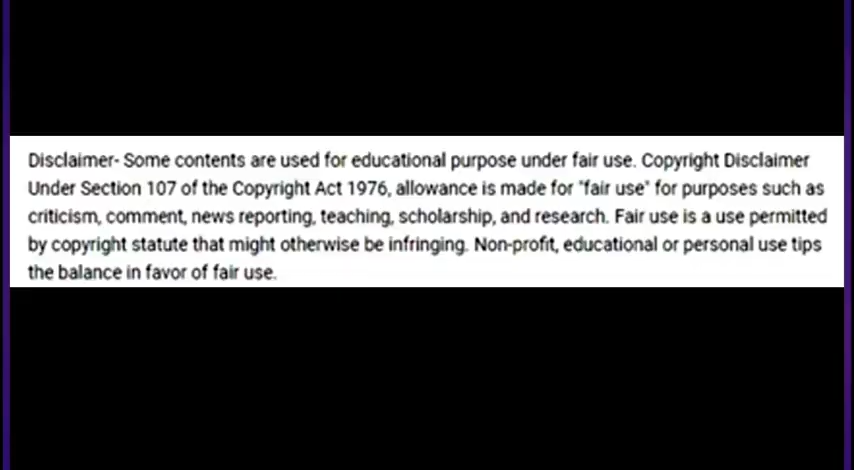 Disclaimer- Some contents are used for educational purpose under fair use. Copyright Disclaimer
Under Section 107 of the Copyright Act 1976, allowance is made for "fair use" for purposes such as
criticism, comment, news reporting, teaching, scholarship, and research. Fair use is a use permitted
by copyright statute that might otherwise be infringing. Non-profit, educational or personal use tips
the balance in favor of fair use.